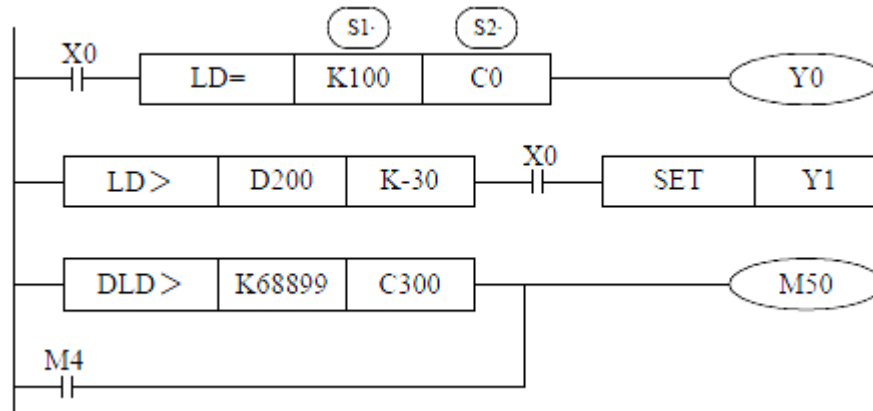 S1· S2·
X0 LD= K100 C0 Y0
X0
LD＞ D200 K-30 SET Y1
DLD＞ K68899 C300 M50
M4